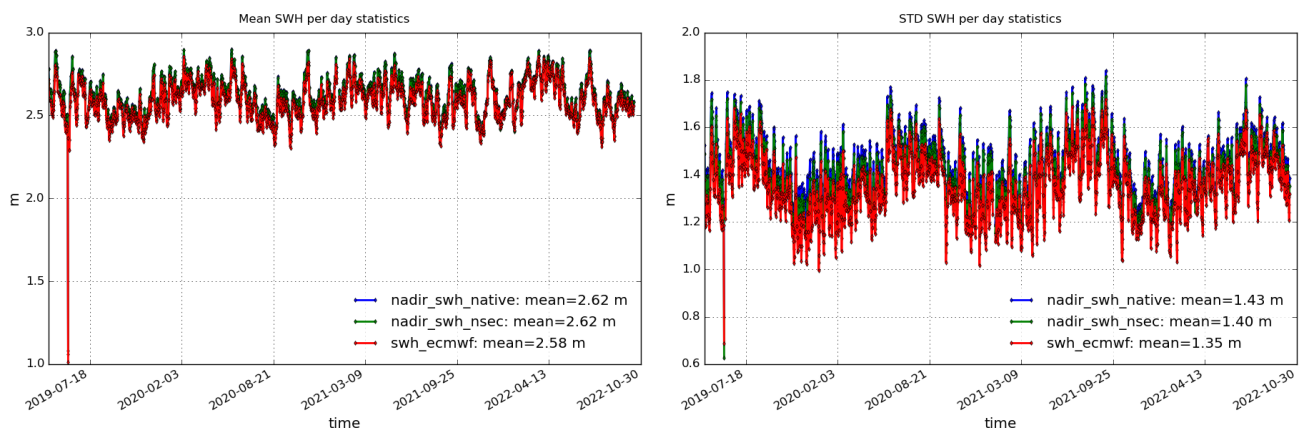 Mean SWH per day statistics
3.0
2.5
2.0
1.5
1.0
m
nadir_swh_native: mean=2.62 m
nadir_swh_nsec: mean=2.62 m
swh_ecmwf: mean=2.58 m
2019-07-18
2020-02-03
2020-08-21
2021-03-09
2021-09-25
2022-04-13
2022-10-30
time
STD SWH per day statistics
2.0
1.8
1.6
1.4
1.2
1.0
0.8
0.6
m
nadir_swh_native: mean=1.43 m
nadir_swh_nsec: mean=1.40 m
swh_ecmwf: mean=1.35 m
2019-07-18
2020-02-03
2020-08-21
2021-03-09
2021-09-25
2022-04-13
2022-10-30
time